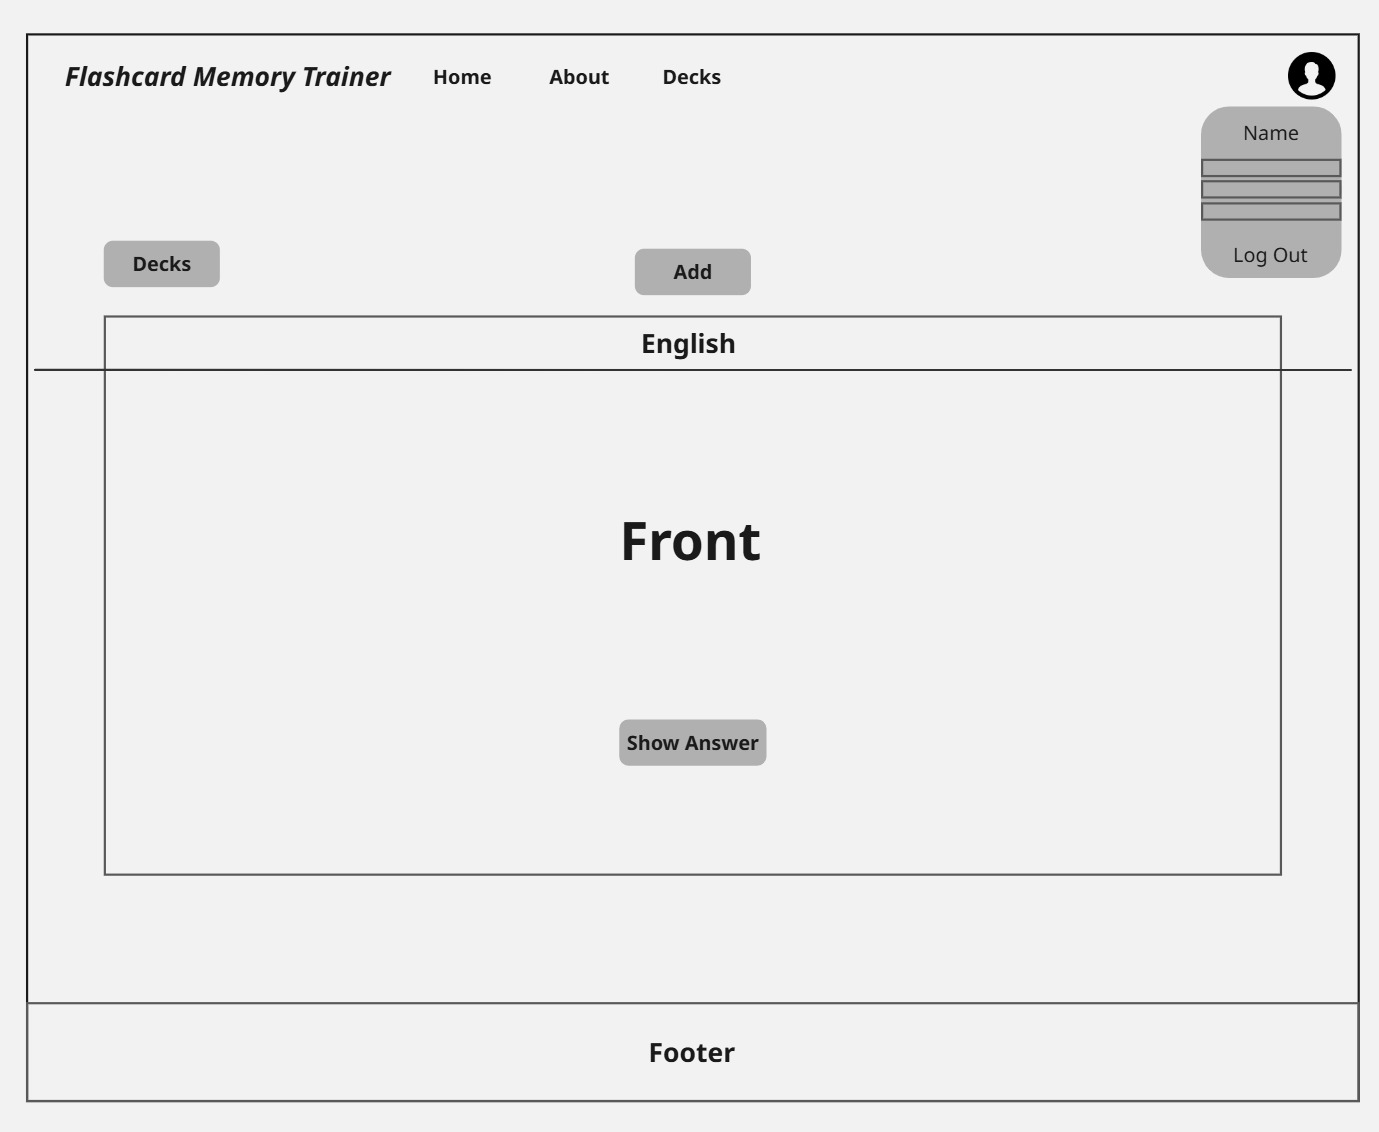 Flashcard Memory Trainer
Home
About
Decks
Name
Log Out
Decks
Add
English
Front
Show Answer
Footer